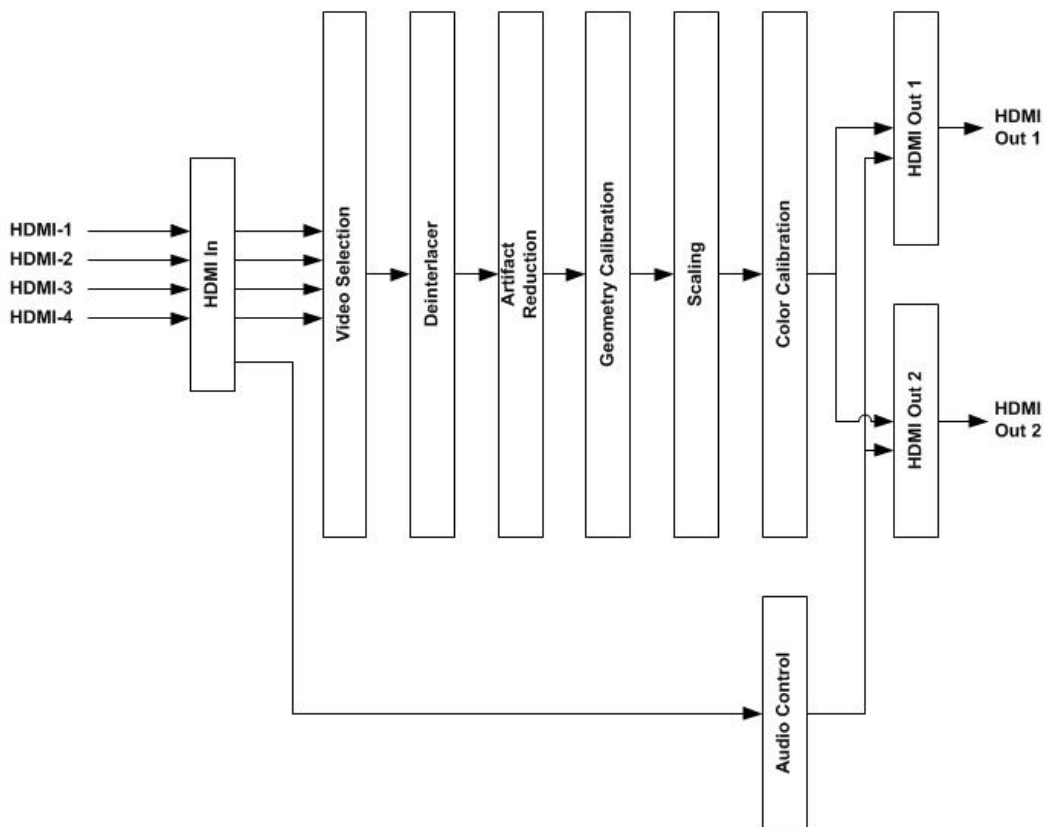 HDMI-1
HDMI-2
HDMI-3
HDMI-4
HDMI In
Video Selection
Deinterlacer
Artifact
Reduction
Geometry Calibration
Scaling
Color Calibration
HDMI Out 1
HDMI
Out 1
HDMI Out 2
HDMI
Out 2
Audio Control